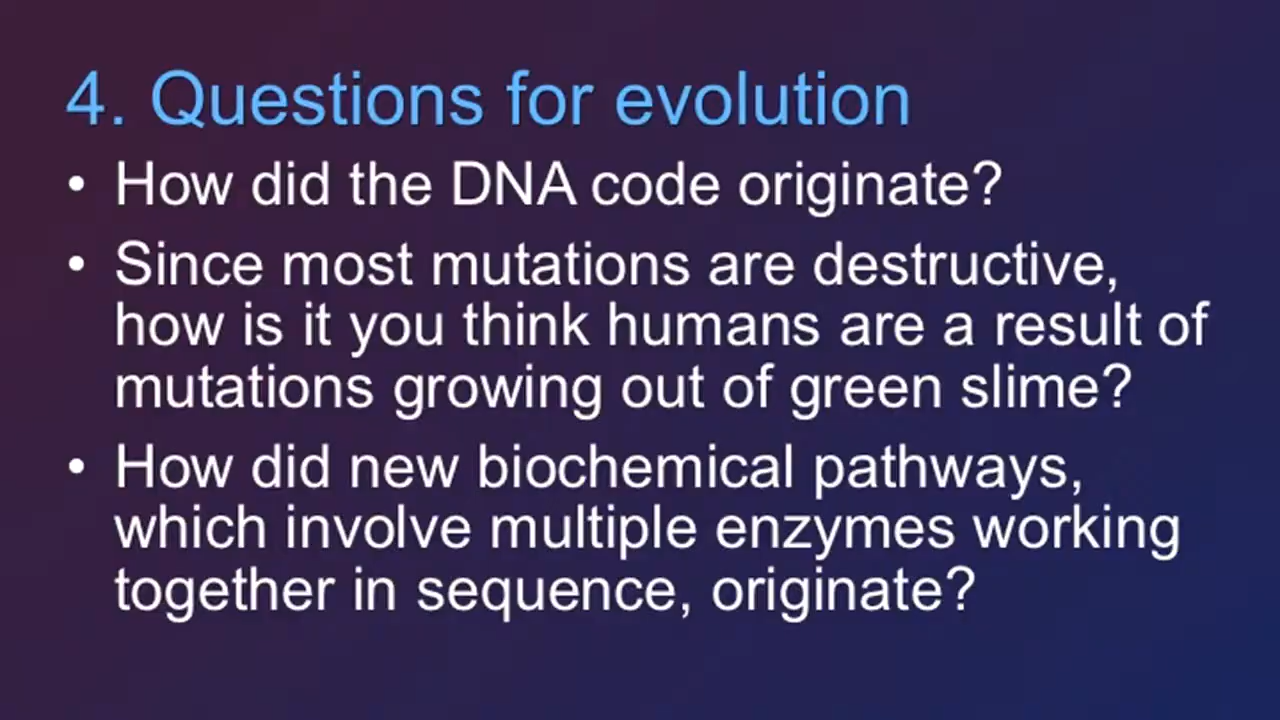 4. Questions for evolution
• How did the DNA code originate?
• Since most mutations are destructive,
how is it you think humans are a result of
mutations growing out of green slime?
• How did new biochemical pathways,
which involve multiple enzymes working
together in sequence, originate?